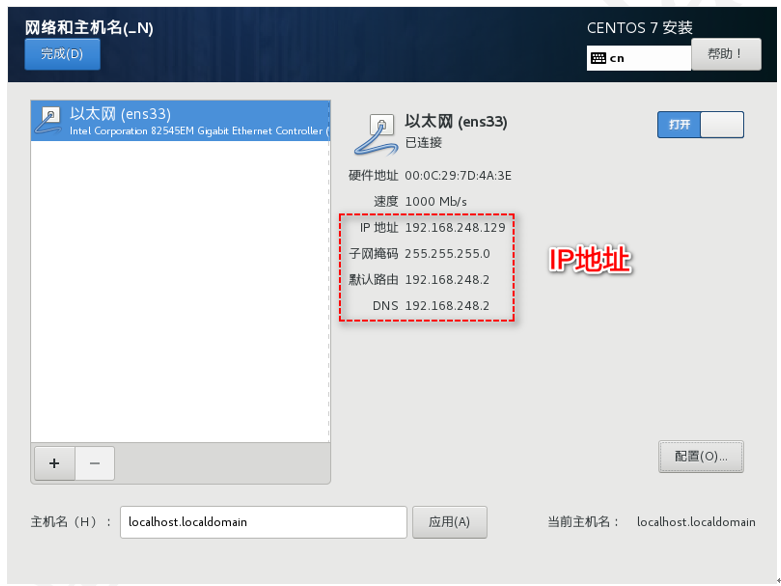 网络和主机名(_N)
CENTOS 7 安装
完成(D)
cn
帮助！
以太网 (ens33)
Intel Corporation 82545EM Gigabit Ethernet Controller (
以太网 (ens33)
已连接
打开
硬件地址 00:0C:29:7D:4A:3E
速度 1000 Mb/s
IP 地址 192.168.248.129
子网掩码 255.255.255.0
默认路由 192.168.248.2
DNS 192.168.248.2
IP地址
+ −
配置(O)...
主机名（H）： localhost.localdomain 应用(A) 当前主机名： localhost.localdomain